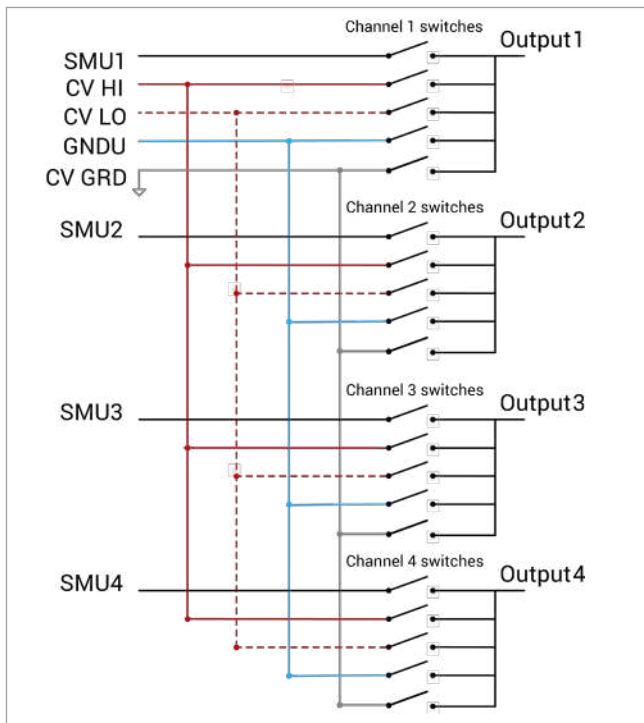 Channel 1 switches
Output1
SMU1
CV HI
CV LO
GNDU
CV GRD
Channel 2 switches
Output2
SMU2
Channel 3 switches
Output3
SMU3
Channel 4 switches
Output4
SMU4